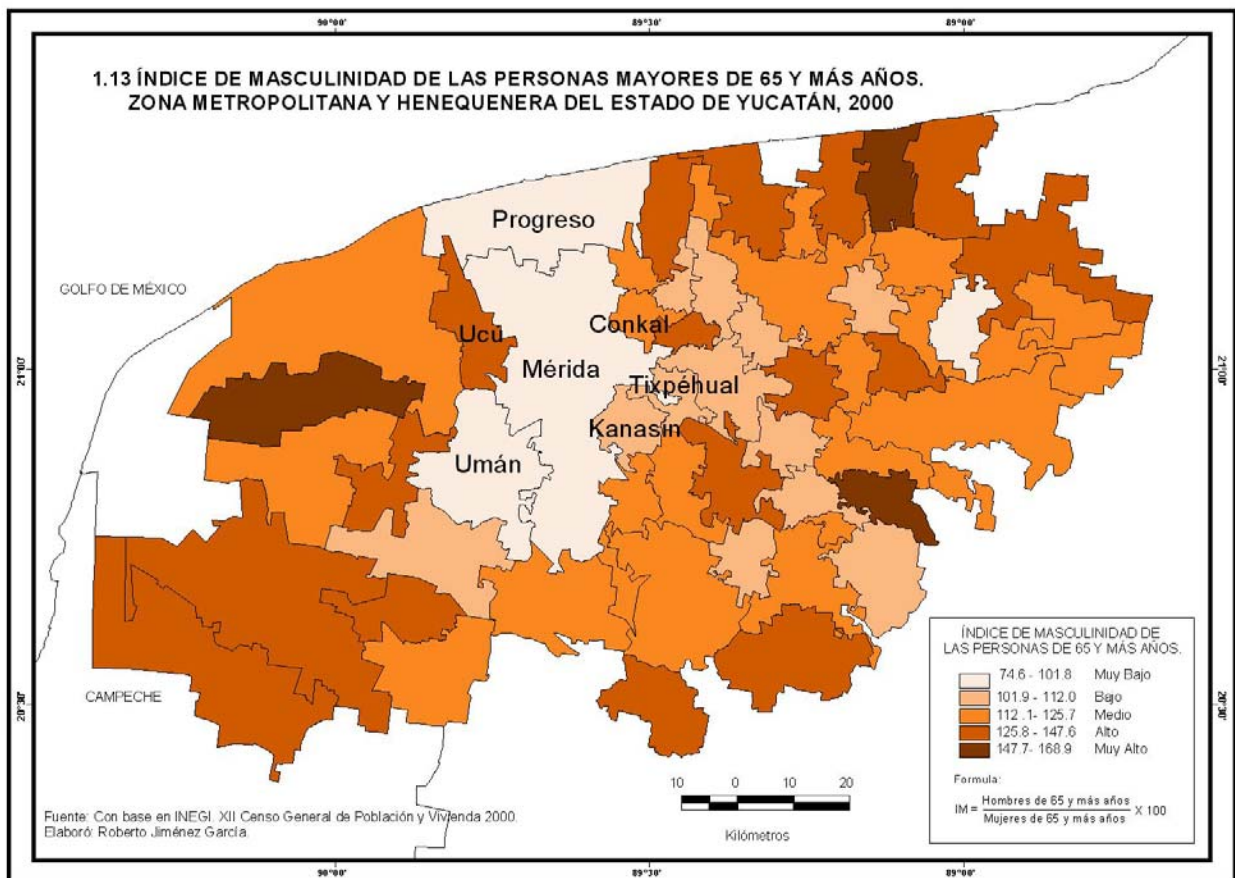 90°00'
89°30'
89°00'
1.13 ÍNDICE DE MASCULINIDAD DE LAS PERSONAS MAYORES DE 65 Y MÁS AÑOS.
ZONA METROPOLITANA Y HENEQUENERA DEL ESTADO DE YUCATÁN, 2000
Progreso
GOLFO DE MÉXICO
Ucú
Conkal
21°00'
Mérida
21°00'
Tixpéhual
Kanasín
Umán
ÍNDICE DE MASCULINIDAD DE
LAS PERSONAS DE 65 Y MÁS AÑOS.
74.6 - 101.8 Muy Bajo
101.9 - 112.0 Bajo
112 .1- 125.7 Medio
125.8 - 147.6 Alto
147.7- 168.9 Muy Alto
CAMPECHE
20°30'
20°30'
Formula:
IM = Hombres de 65 y más años
Mujeres de 65 y más años X 100
10 0 10 20
Kilómetros
Fuente: Con base en INEGI. XII Censo General de Población y Vivienda 2000.
Elaboró: Roberto Jiménez García.
90°00'
89°30'
89°00'